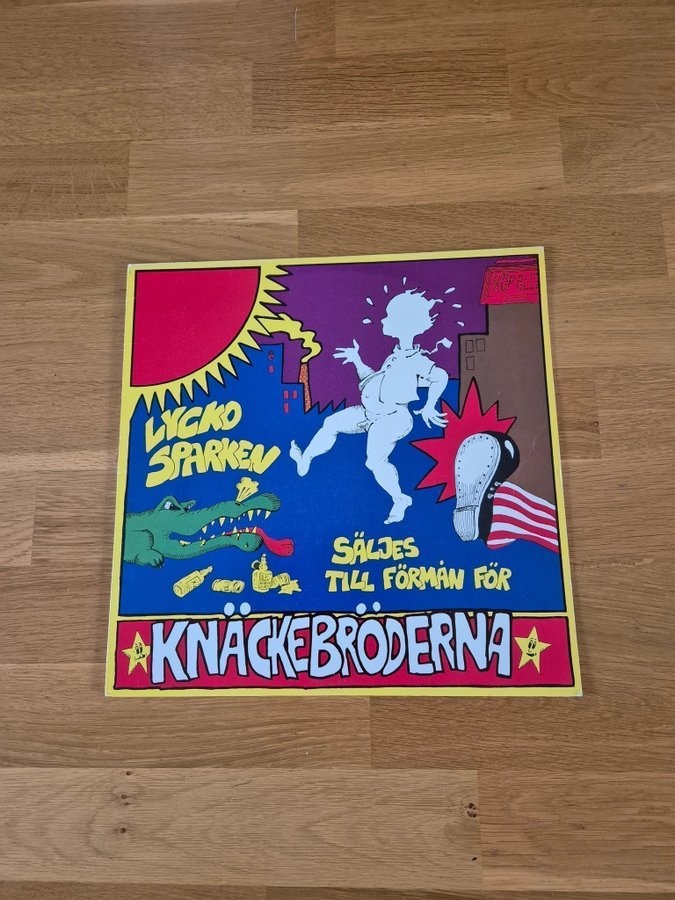 LYCKO
SPARKEN
SÄLJES
TILL FÖRMÅN FÖR
KNÄCKEBRÖDERNA